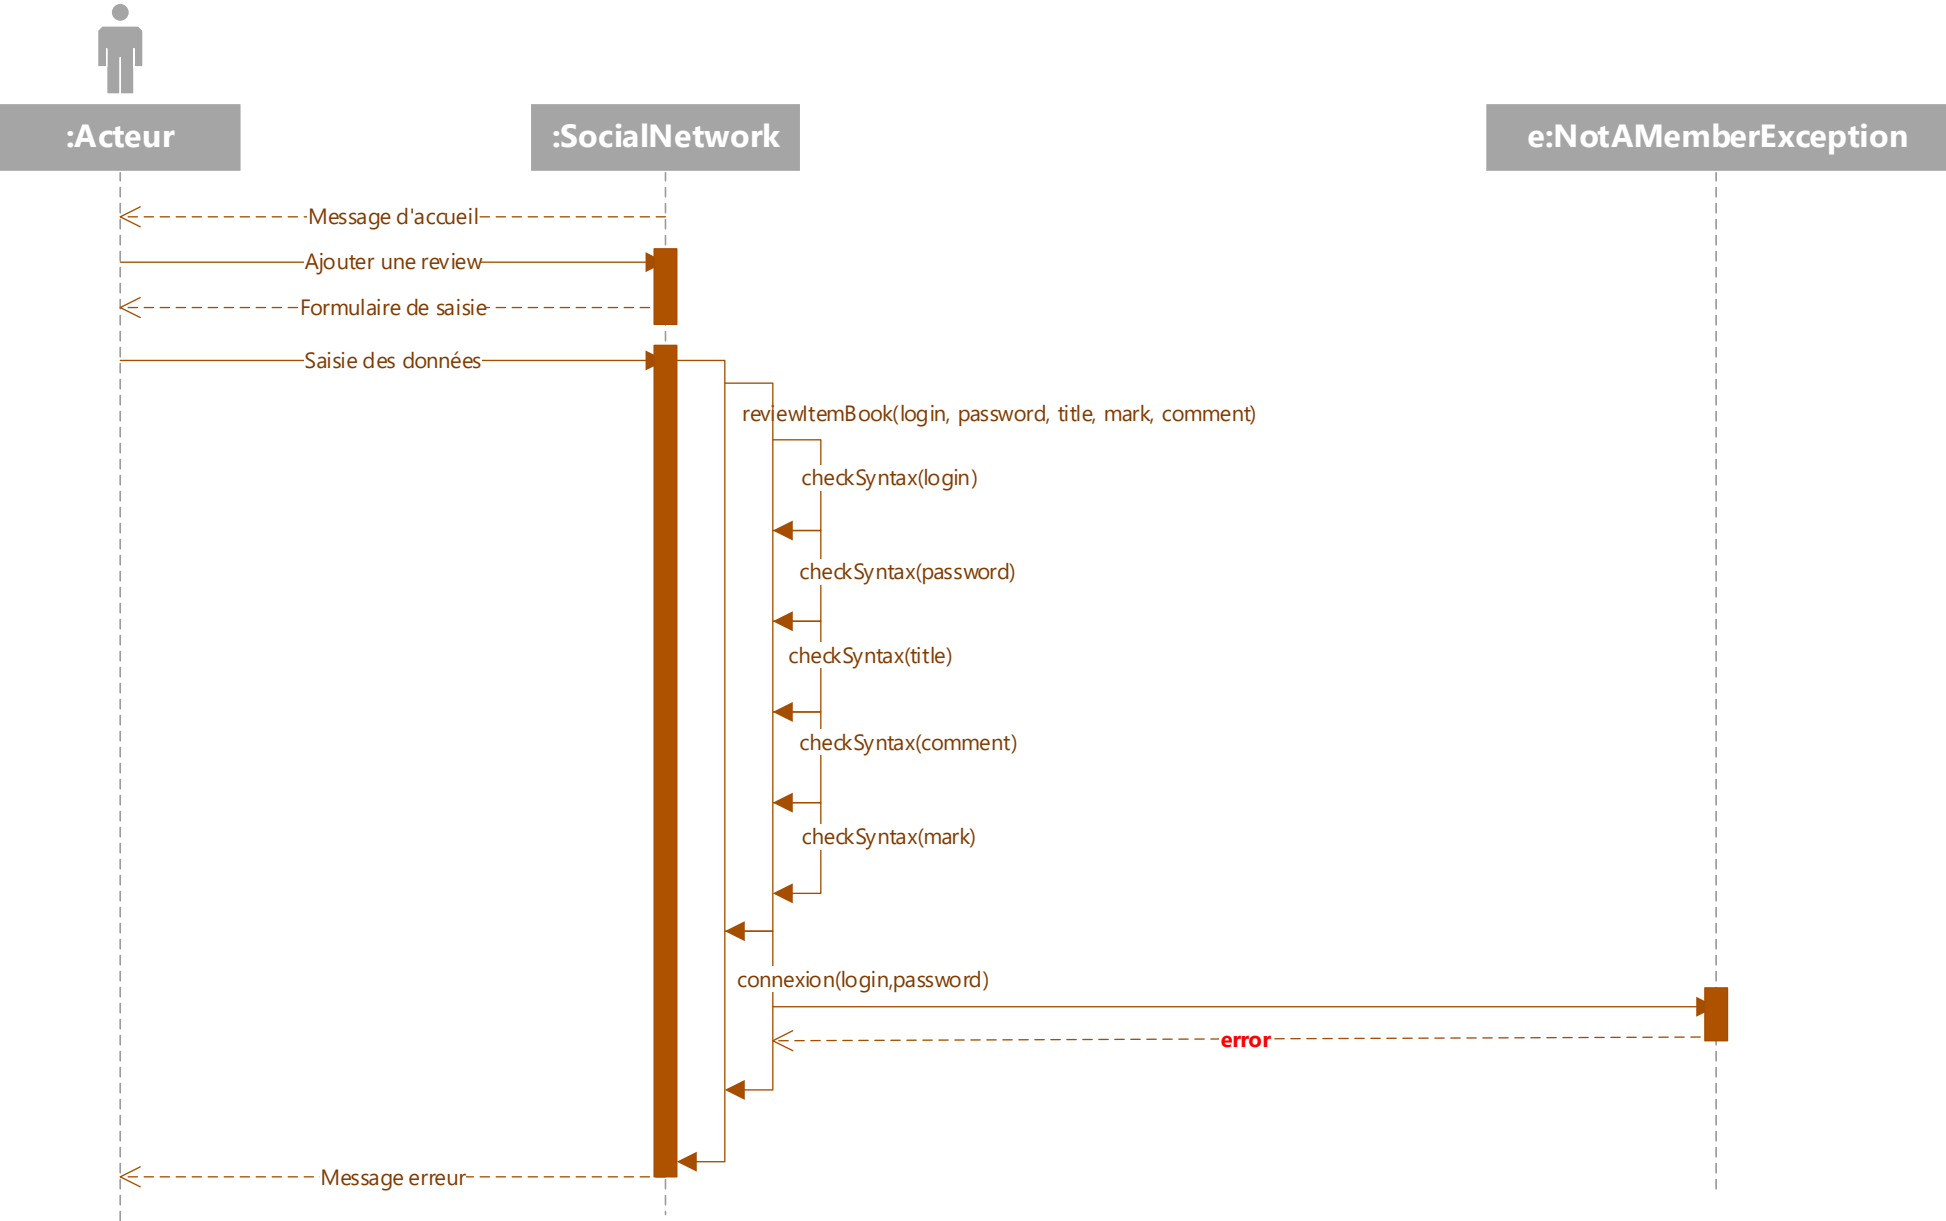 :Acteur
:SocialNetwork
e:NotAMemberException
Message d'accueil
Ajouter une review
Formulaire de saisie
Saisie des données
reviewItemBook(login, password, title, mark, comment)
checkSyntax(login)
checkSyntax(password)
checkSyntax(title)
checkSyntax(comment)
checkSyntax(mark)
connexion(login,password)
error
Message erreur